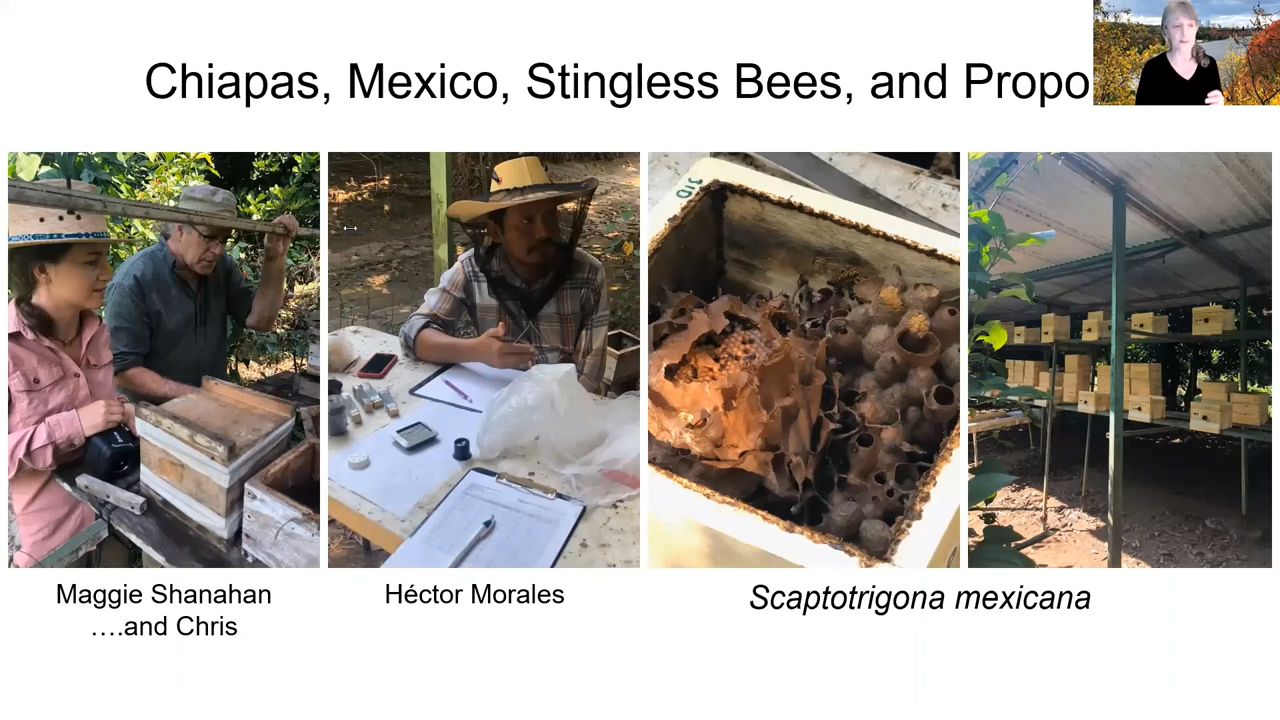 Chiapas, Mexico, Stingless Bees, and Propo
Maggie Shanahan
….and Chris
Héctor Morales
Scaptotrigona mexicana